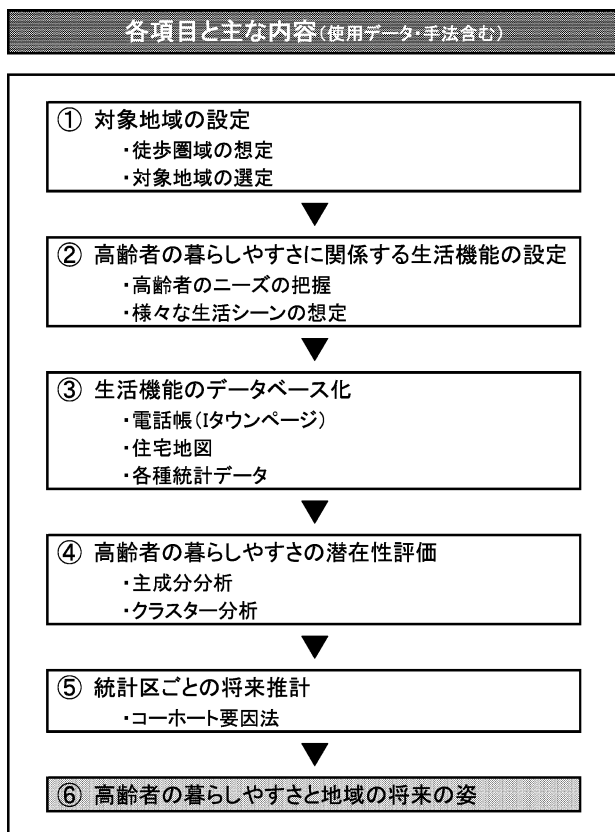 各項目と主な内容(使用データ・手法含む)
① 対象地域の設定
・徒歩圏域の想定
・対象地域の選定
② 高齢者の暮らしやすさに関係する生活機能の設定
・高齢者のニーズの把握
・様々な生活シーンの想定
③ 生活機能のデータベース化
・電話帳(Iタウンページ)
・住宅地図
・各種統計データ
④ 高齢者の暮らしやすさの潜在性評価
・主成分分析
・クラスター分析
⑤ 統計区ごとの将来推計
・コーホート要因法
⑥ 高齢者の暮らしやすさと地域の将来の姿